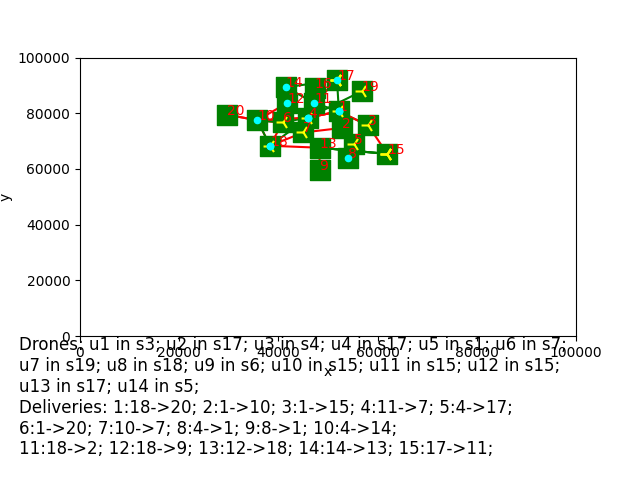 100000
80000
60000
40000
20000
0
y
20
15
19
17
13
0 20000 40000 60000 80000 100000
x
Drones: u1 in s3; u2 in s17; u3 in s4; u4 in s17; u5 in s1; u6 in s7;
u7 in s19; u8 in s18; u9 in s6; u10 in s15; u11 in s15; u12 in s15;
u13 in s17; u14 in s5;
Deliveries: 1:18->20; 2:1->10; 3:1->15; 4:11->7; 5:4->17;
6:1->20; 7:10->7; 8:4->1; 9:8->1; 10:4->14;
11:18->2; 12:18->9; 13:12->18; 14:14->13; 15:17->11;